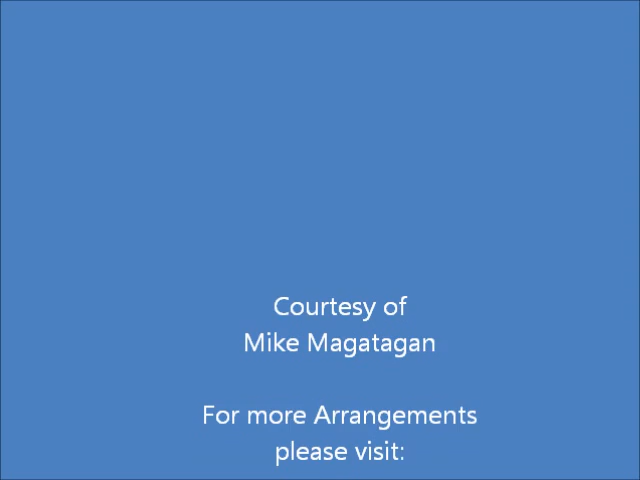 Courtesy of
Mike Magatagan
For more Arrangements
please visit: